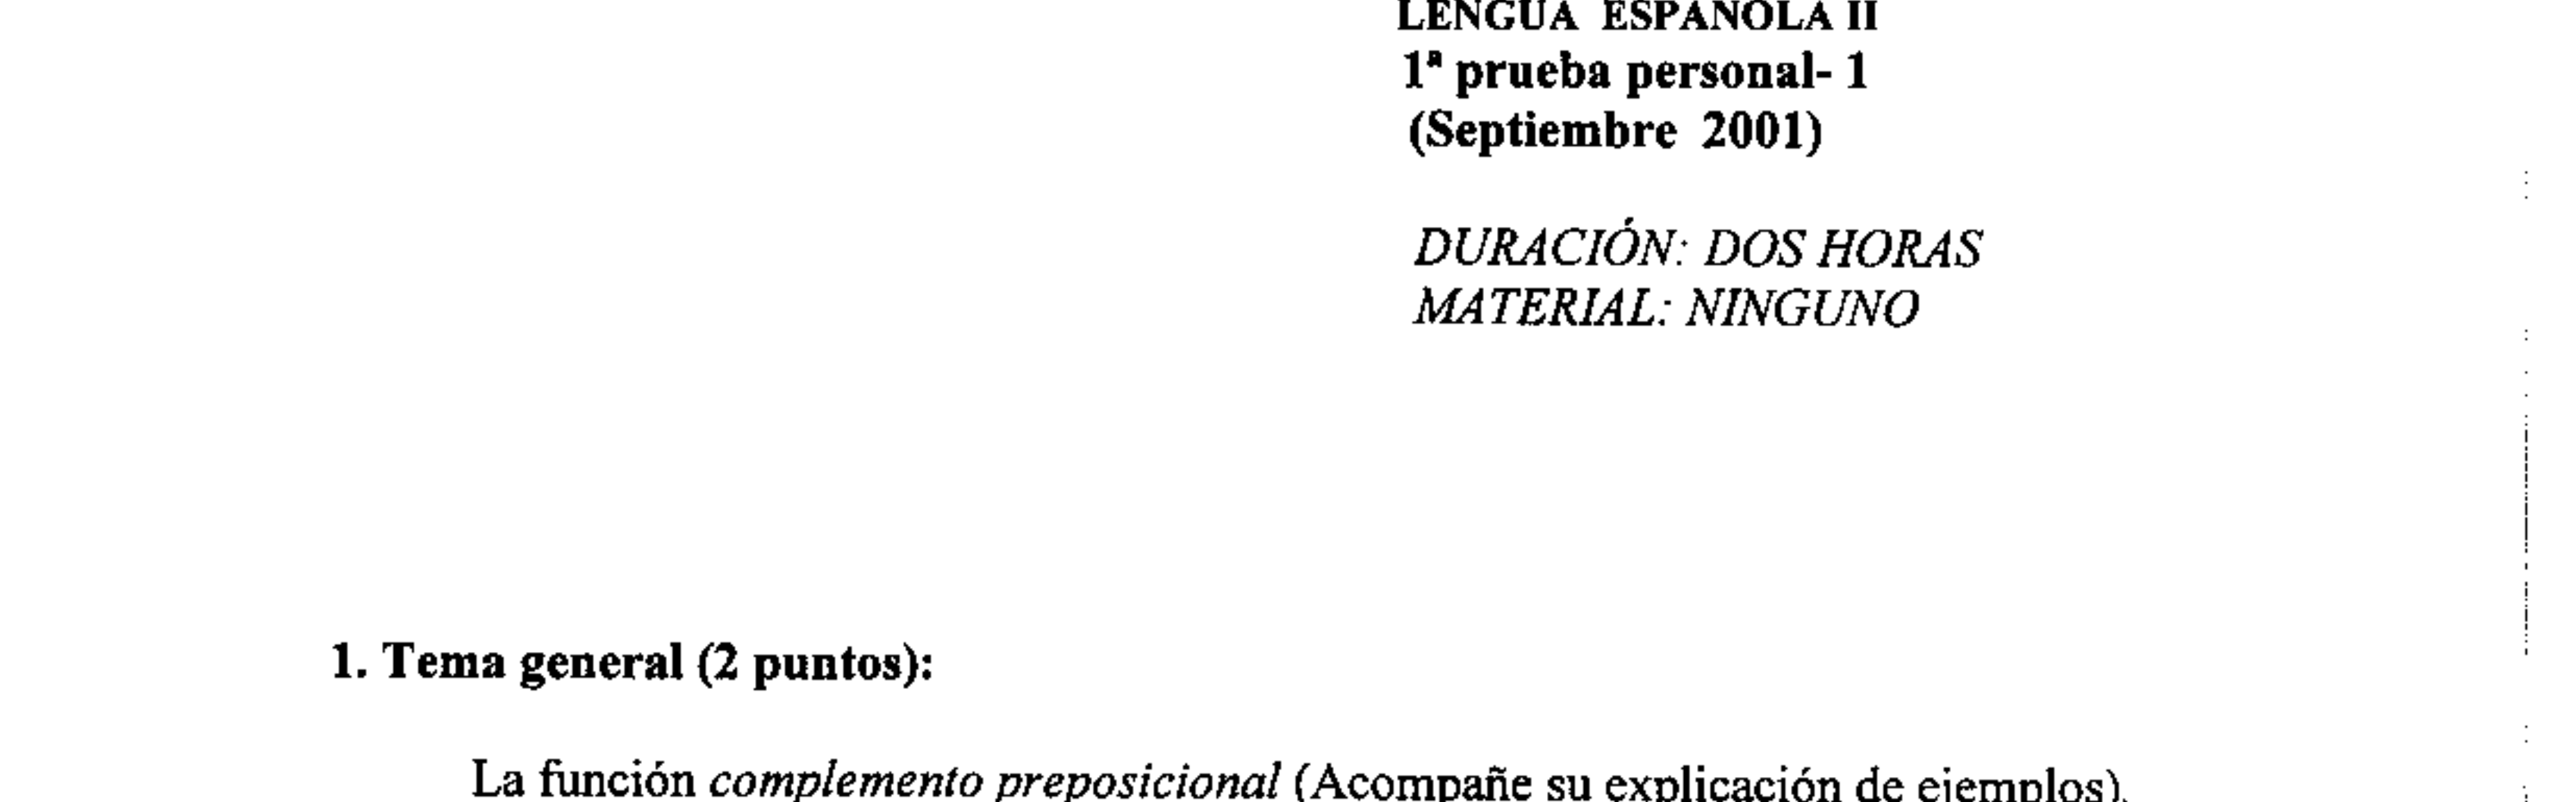 LENGUA ESPAÑOLA II
1ª prueba personal- 1
(Septiembre 2001)
DURACIÓN: DOS HORAS
MATERIAL: NINGUNO
1. Tema general (2 puntos):
La función complemento preposicional (Acompañe su explicación de ejemplos).